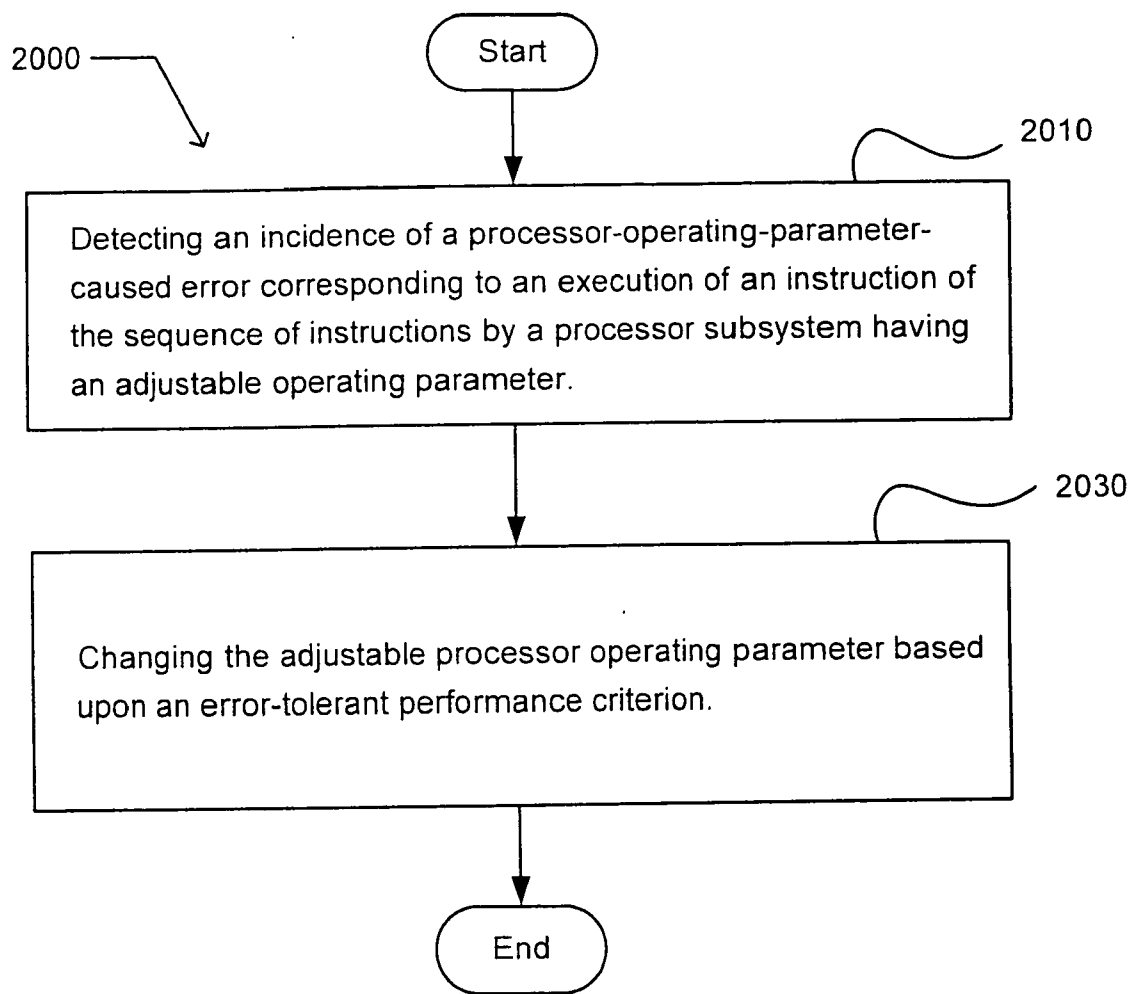 Start
2000
2010
Detecting an incidence of a processor-operating-parameter-
caused error corresponding to an execution of an instruction of
the sequence of instructions by a processor subsystem having
an adjustable operating parameter.
2030
Changing the adjustable processor operating parameter based
upon an error-tolerant performance criterion.
End